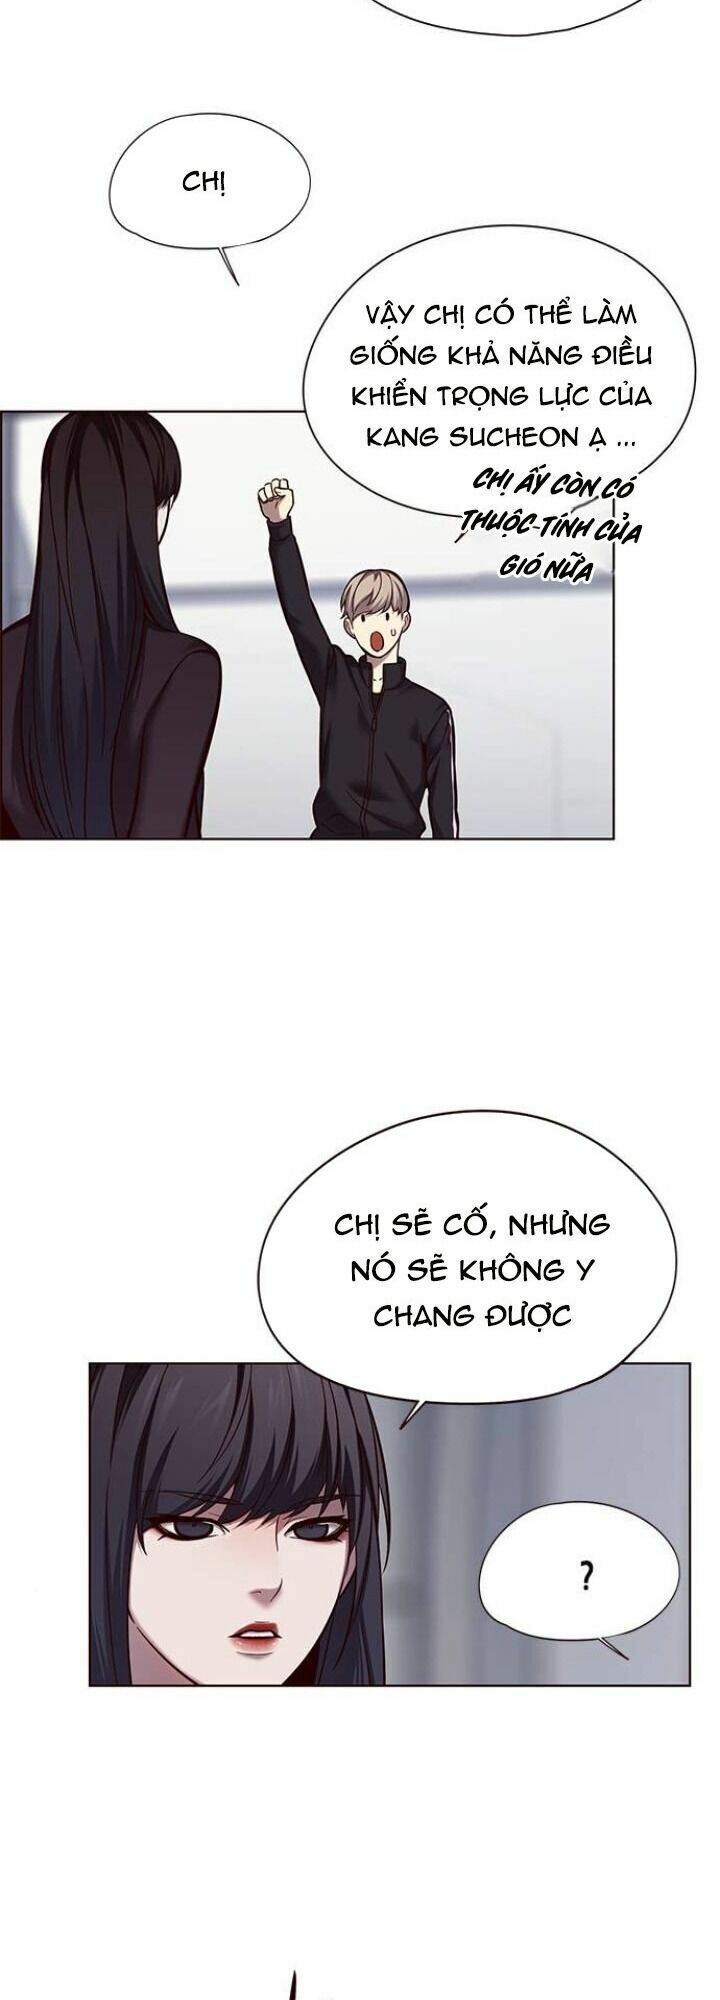 CHỊ
VẬY CHỊ CÓ THỂ LÀM
GIỐNG KHẢ NĂNG ĐIỀU
KHIỂN TRỌNG LỰC CỦA
KANG SUCHEON Ạ ...
CHỊ ẤY CÒN CÓ
THUỘC TÍNH CỦA
GIÓ NỮA
CHỊ SẼ CỐ, NHƯNG
NÓ SẼ KHÔNG Y
CHANG ĐƯỢC
?